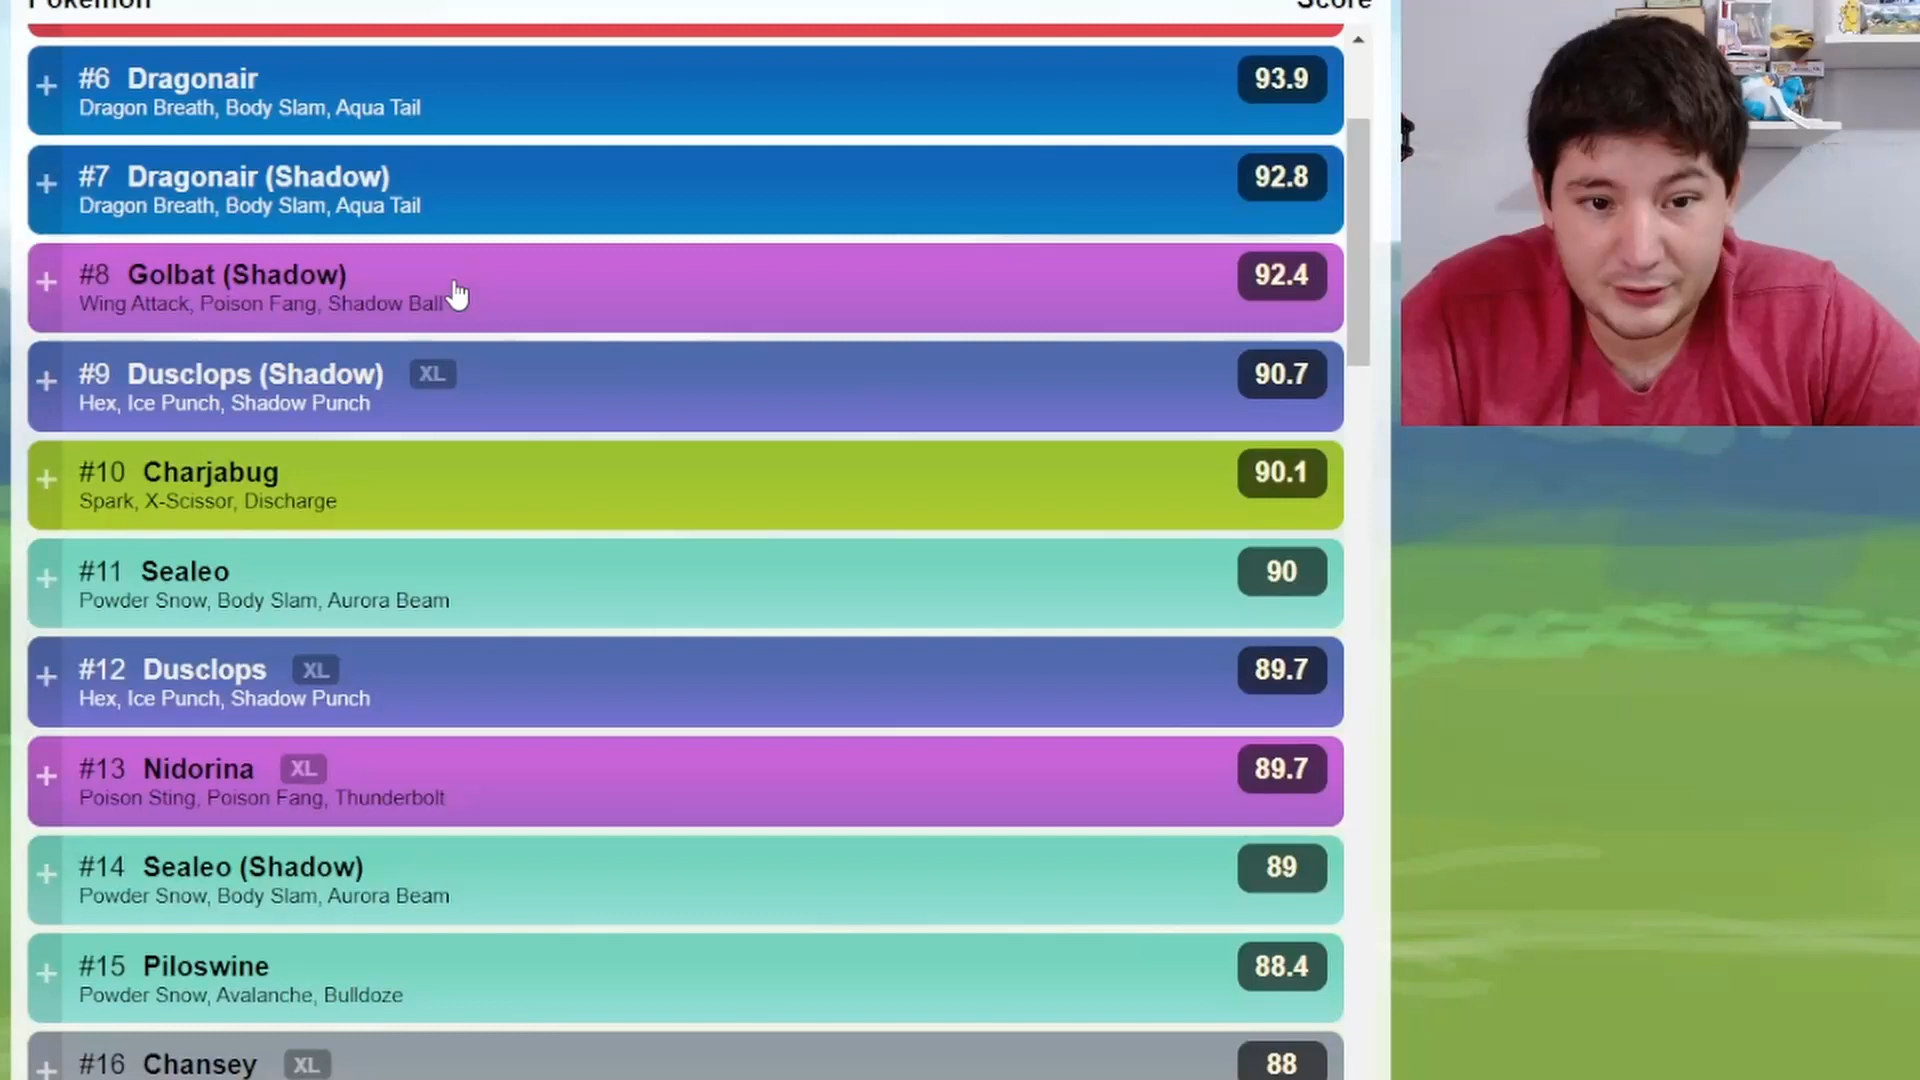 Pokemon Score
#6 Dragonair 93.9
Dragon Breath, Body Slam, Aqua Tail
#7 Dragonair (Shadow) 92.8
Dragon Breath, Body Slam, Aqua Tail
#8 Golbat (Shadow) 92.4
Wing Attack, Poison Fang, Shadow Ball
#9 Dusclops (Shadow) XL 90.7
Hex, Ice Punch, Shadow Punch
#10 Charjabug 90.1
Spark, X-Scissor, Discharge
#11 Sealeo 90
Powder Snow, Body Slam, Aurora Beam
#12 Dusclops XL 89.7
Hex, Ice Punch, Shadow Punch
#13 Nidorina XL 89.7
Poison Sting, Poison Fang, Thunderbolt
#14 Sealeo (Shadow) 89
Powder Snow, Body Slam, Aurora Beam
#15 Piloswine 88.4
Powder Snow, Avalanche, Bulldoze
#16 Chansey XL 88